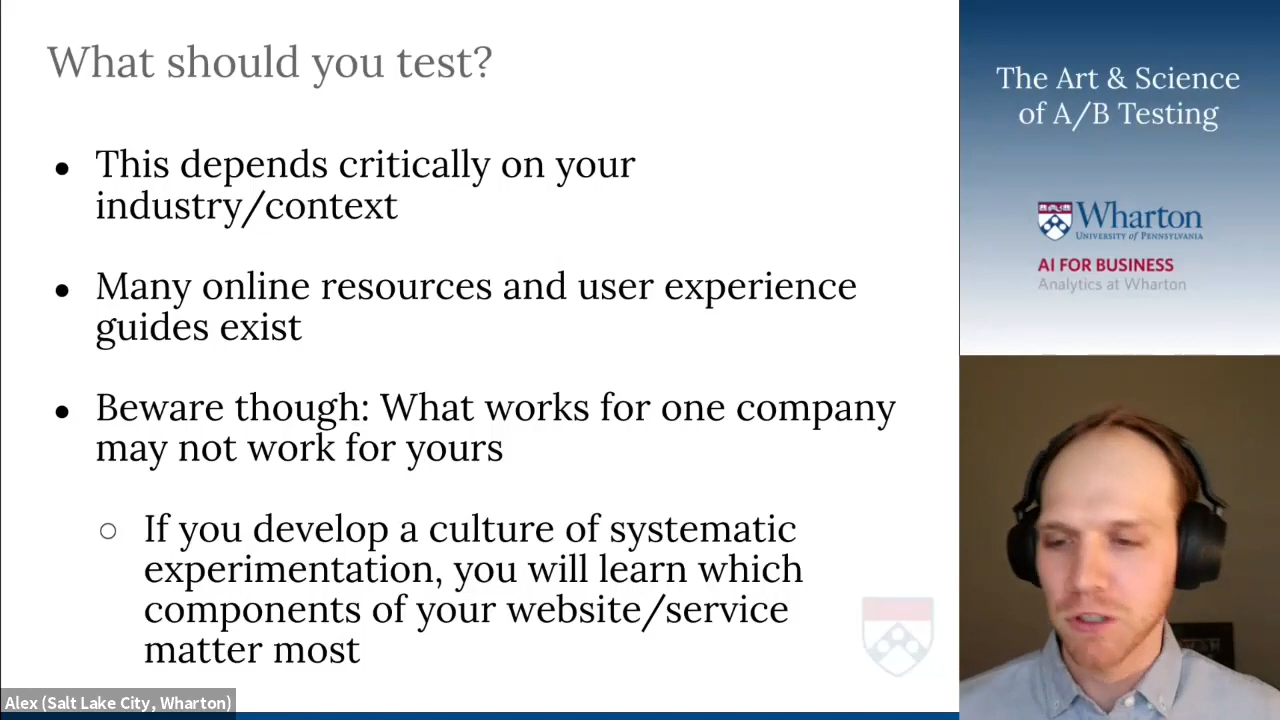 What should you test?
● This depends critically on your
industry/context
● Many online resources and user experience
guides exist
● Beware though: What works for one company
may not work for yours
○ If you develop a culture of systematic
experimentation, you will learn which
components of your website/service
matter most
The Art & Science
of A/B Testing
Wharton
UNIVERSITY of PENNSYLVANIA
AI FOR BUSINESS
Analytics at Wharton
Alex (Salt Lake City, Wharton)